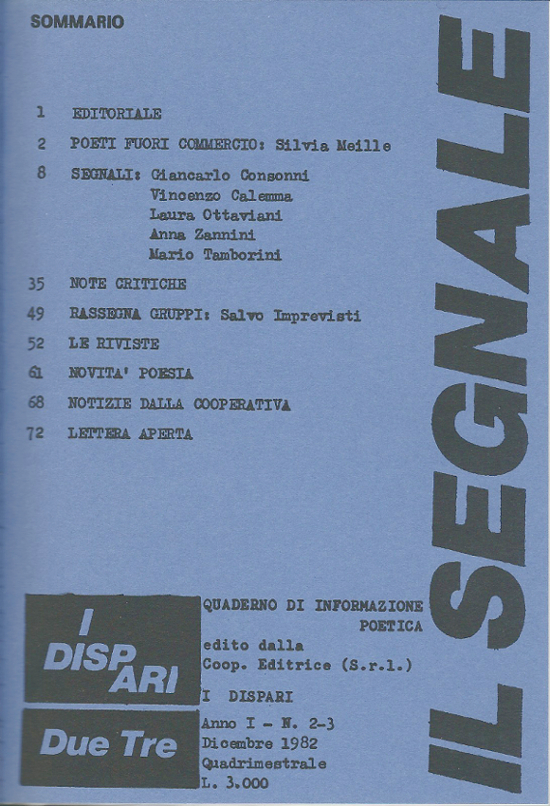 SOMMARIO
1 EDITORIALE
2 POETI FUORI COMMERCIO: Silvia Meille
8 SEGNALI: Giancarlo Consonni
Vincenzo Calemma
Laura Ottaviani
Anna Zannini
Mario Tamborini
35 NOTE CRITICHE
49 RASSEGNA GRUPPI: Salvo Imprevisti
52 LE RIVISTE
61 NOVITA' POESIA
68 NOTIZIE DALLA COOPERATIVA
72 LETTERA APERTA
IL SEGNALE
I
DISP
ARI
Due Tre
QUADERNO DI INFORMAZIONE
POETICA
edito dalla
Coop. Editrice (S.r.l.)
I DISPARI
Anno I - N. 2-3
Dicembre 1982
Quadrimestrale
L. 3.000